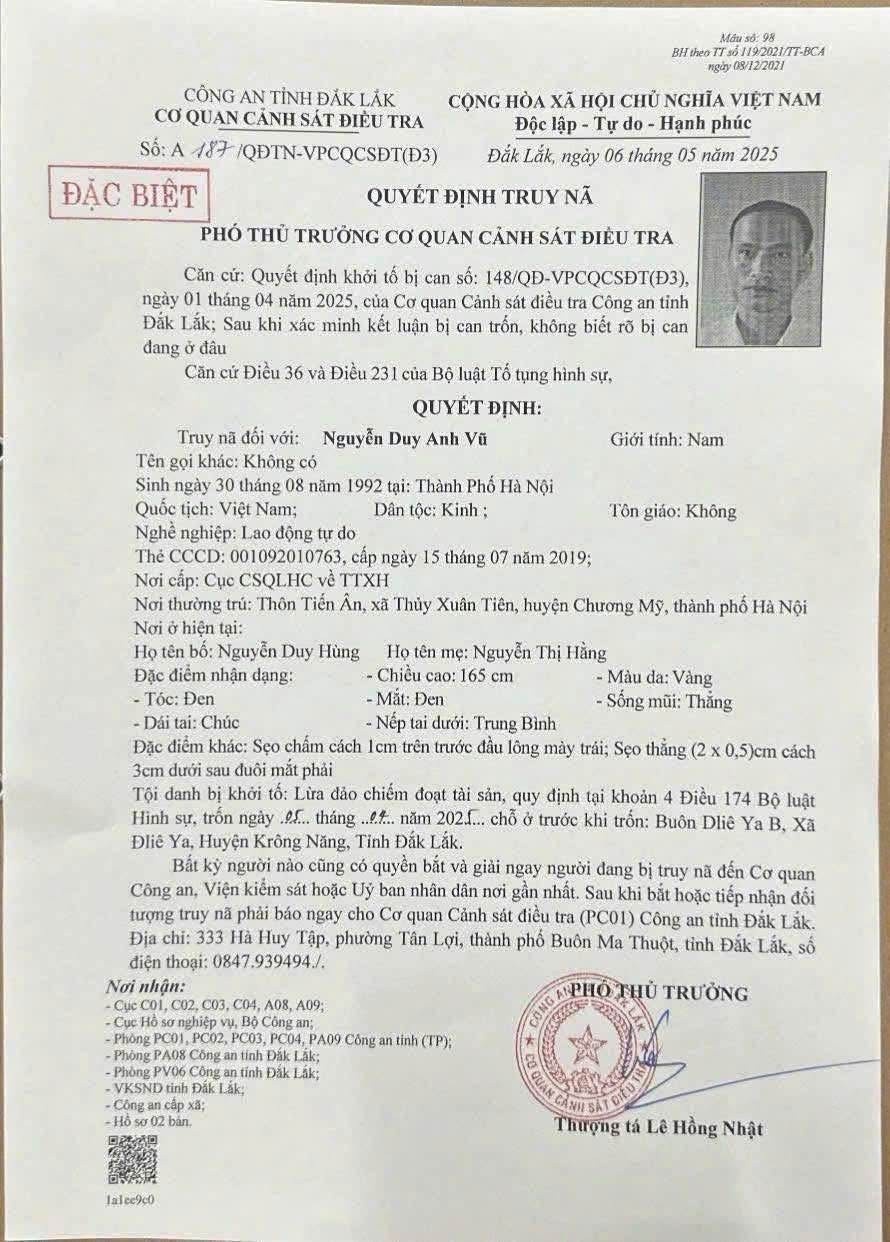 Mẫu số: 98
BH theo TT số 119/2021/TT-BCA
ngày 08/12/2021
CÔNG AN TỈNH ĐẮK LẮK
CƠ QUAN CẢNH SÁT ĐIỀU TRA
CỘNG HÒA XÃ HỘI CHỦ NGHĨA VIỆT NAM
Độc lập - Tự do - Hạnh phúc
Số: A 187/QĐTN-VPCQCSĐT(Đ3)
Đắk Lắk, ngày 06 tháng 05 năm 2025
ĐẶC BIỆT
QUYẾT ĐỊNH TRUY NÃ
PHÓ THỦ TRƯỞNG CƠ QUAN CẢNH SÁT ĐIỀU TRA
Căn cứ: Quyết định khởi tố bị can số: 148/QĐ-VPCQCSĐT(Đ3),
ngày 01 tháng 04 năm 2025, của Cơ quan Cảnh sát điều tra Công an tỉnh
Đắk Lắk; Sau khi xác minh kết luận bị can trốn, không biết rõ bị can
đang ở đâu
Căn cứ Điều 36 và Điều 231 của Bộ luật Tố tụng hình sự,
QUYẾT ĐỊNH:
Truy nã đối với: Nguyễn Duy Anh Vũ Giới tính: Nam
Tên gọi khác: Không có
Sinh ngày 30 tháng 08 năm 1992 tại: Thành Phố Hà Nội
Quốc tịch: Việt Nam; Dân tộc: Kinh ; Tôn giáo: Không
Nghề nghiệp: Lao động tự do
Thẻ CCCD: 001092010763, cấp ngày 15 tháng 07 năm 2019;
Nơi cấp: Cục CSQLHC về TTXH
Nơi thường trú: Thôn Tiến Ân, xã Thủy Xuân Tiên, huyện Chương Mỹ, thành phố Hà Nội
Nơi ở hiện tại:
Họ tên bố: Nguyễn Duy Hùng Họ tên mẹ: Nguyễn Thị Hằng
Đặc điểm nhận dạng: - Chiều cao: 165 cm - Màu da: Vàng
- Tóc: Đen - Mắt: Đen - Sống mũi: Thẳng
- Dái tai: Chúc - Nếp tai dưới: Trung Bình
Đặc điểm khác: Sẹo chấm cách 1cm trên trước đầu lông mày trái; Sẹo thẳng (2 x 0,5)cm cách
3cm dưới sau đuôi mắt phải
Tội danh bị khởi tố: Lừa đảo chiếm đoạt tài sản, quy định tại khoản 4 Điều 174 Bộ luật
Hình sự, trốn ngày tháng năm 2025... chỗ ở trước khi trốn: Buôn Dliê Ya B, Xã
Dliê Ya, Huyện Krông Năng, Tỉnh Đắk Lắk.
Bất kỳ người nào cũng có quyền bắt và giải ngay người đang bị truy nã đến Cơ quan
Công an, Viện kiểm sát hoặc Uỷ ban nhân dân nơi gần nhất. Sau khi bắt hoặc tiếp nhận đối
tượng truy nã phải báo ngay cho Cơ quan Cảnh sát điều tra (PC01) Công an tỉnh Đắk Lắk.
Địa chỉ: 333 Hà Huy Tập, phường Tân Lợi, thành phố Buôn Ma Thuột, tỉnh Đắk Lắk, số
điện thoại: 0847.939494./.
Nơi nhận:
- Cục C01, C02, C03, C04, A08, A09;
- Cục Hồ sơ nghiệp vụ, Bộ Công an;
- Phòng PC01, PC02, PC03, PC04, PA09 Công an tỉnh (TP);
- Phòng PA08 Công an tỉnh Đắk Lắk;
- Phòng PV06 Công an tỉnh Đắk Lắk;
- VKSND tỉnh Đắk Lắk;
- Công an cấp xã;
- Hồ sơ 02 bản.
1a1ee9c0
PHÓ THỦ TRƯỞNG
CÔNG AN TỈNH ĐẮK LẮK
CƠ QUAN CẢNH SÁT ĐIỀU TRA
Thượng tá Lê Hồng Nhật